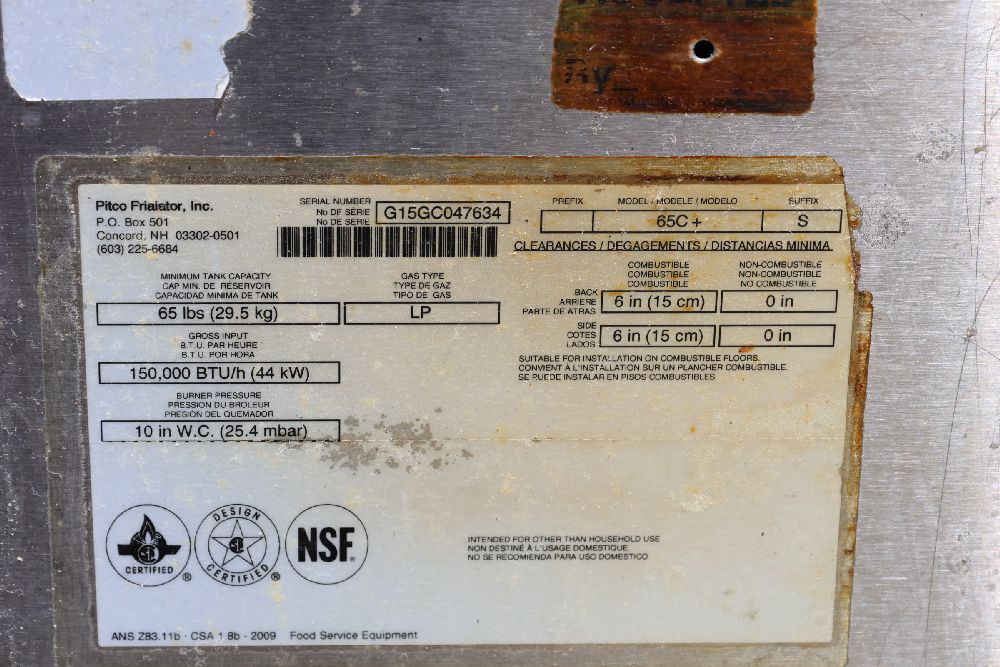 By_
Pitco Frialator, Inc.
P.O. Box 501
Concord, NH 03302-0501
(603) 225-6684
SERIAL NUMBER
No DF SÉRIE
No DE SERIE
G15GC047634
PREFIX
MODEL / MODELE / MODELO
SUFFIX
65C +
S
CLEARANCES / DEGAGEMENTS / DISTANCIAS MINIMA
COMBUSTIBLE
COMBUSTIBLE
COMBUSTIBLE
NON-COMBUSTIBLE
NON-COMBUSTIBLE
NO COMBUSTIBLE
BACK
ARRIERE
PARTE DE ATRAS
6 in (15 cm)
0 in
SIDE
COTES
LADOS
6 in (15 cm)
0 in
SUITABLE FOR INSTALLATION ON COMBUSTIBLE FLOORS.
CONVIENT À L'INSTALLATION SUR UN PLANCHER COMBUSTIBLE.
SE PUEDE INSTALAR EN PISOS COMBUSTIBLES
MINIMUM TANK CAPACITY
CAP MIN. DE RÉSERVOIR
CAPACIDAD MINIMA DE TANK
65 lbs (29.5 kg)
GAS TYPE
TYPE DE GAZ
TIPO DE GAS
LP
GROSS INPUT
B.T.U. PAR HEURE
B.T.U. POR HORA
150,000 BTU/h (44 kW)
BURNER PRESSURE
PRESSION DU BROLEUR
PRESION DEL QUEMADOR
10 in W.C. (25.4 mbar)
CERTIFIED
®
DESIGN
CERTIFIED
®
NSF®
INTENDED FOR OTHER THAN HOUSEHOLD USE
NON DESTINÉ À L'USAGE DOMESTIQUE
NO SE RECOMIENDA PARA USO DOMESTICO
ANS Z83.11b · CSA 1 8b - 2009 Food Service Equipment